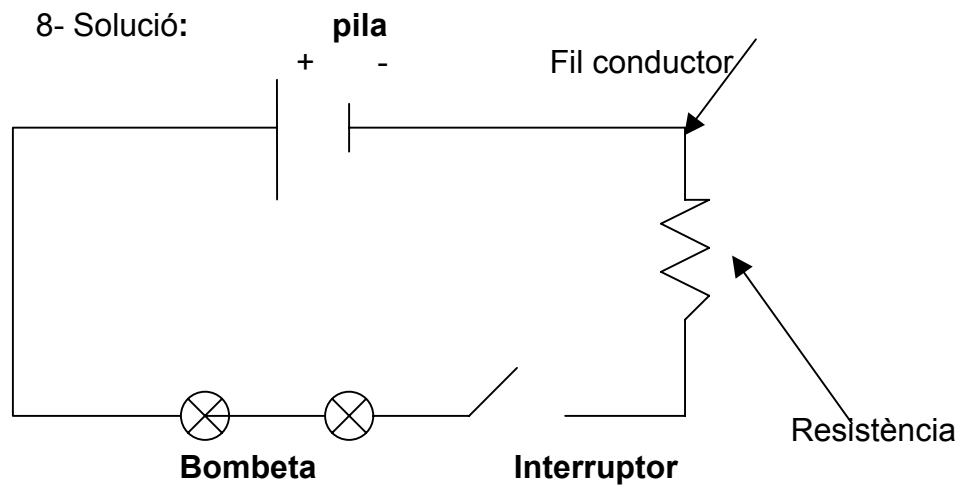 8- Solució: pila
+ - Fil conductor
Resistència
Bombeta Interruptor